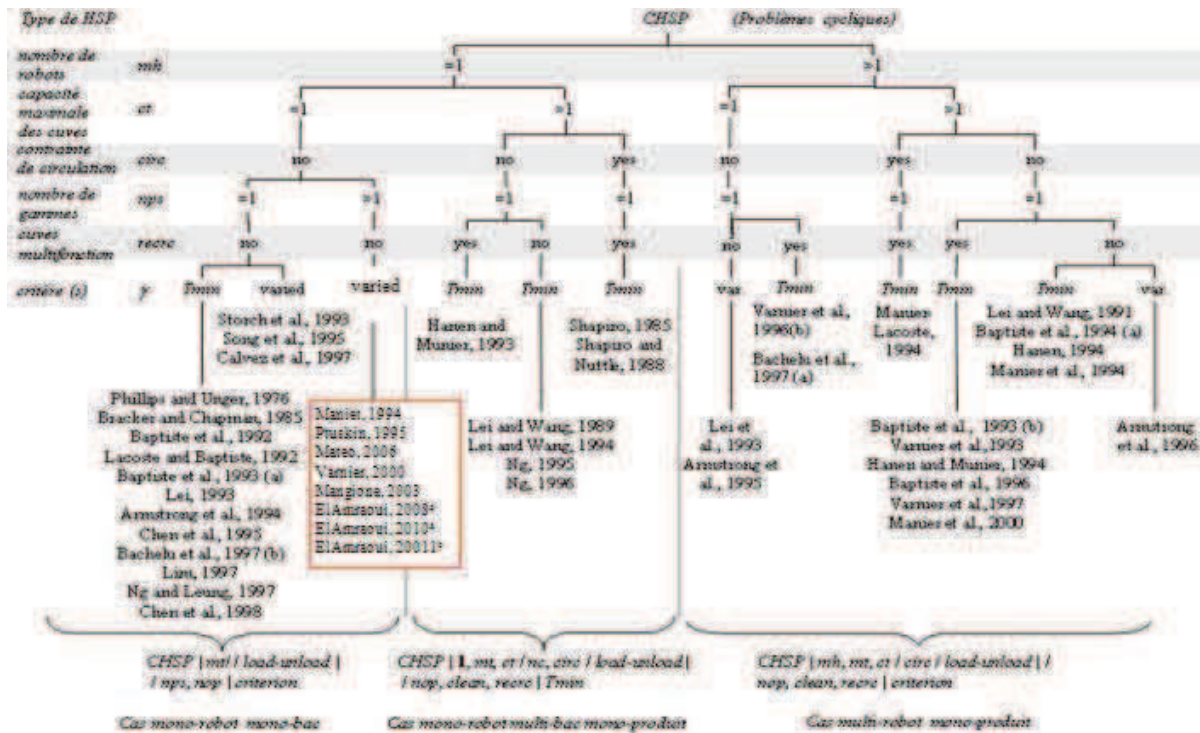 Type de HSP CHSP (Problèmes cycliques)
nombre de robots mh =1 >1
capacité maximale des cuves ct =1 >1 =1 >1
contrainte de circulation circ no no yes no yes no
nombre de gammes nps =1 >1 =1 =1 =1 =1 =1
cuves multifonction recrc no no yes no yes no yes yes yes no
critère (s) γ Tmin varied varied Tmin Tmin Tmin var Tmin Tmin Tmin Tmin var
Storch et al., 1993
Song et al., 1995
Calvez et al., 1997
Hanen and
Munier, 1993
Shapiro, 1985
Shapiro and
Nuttle, 1988
Varnier et al.,
1996(b)
Bachelu et al.,
1997 (a)
Manier
Lacoste,
1994
Lei and Wang, 1991
Baptiste et al., 1994 (a)
Hanen, 1994
Manier et al., 1994
Phillips and Unger, 1976
Bracker and Chapman, 1985
Baptiste et al., 1992
Lacoste and Baptiste, 1992
Baptiste et al., 1993 (a)
Lei, 1993
Armstrong et al., 1994
Chen et al., 1995
Bachelu et al., 1997 (b)
Lim, 1997
Ng and Leung, 1997
Chen et al., 1998
Manier, 1994
Ptuskin, 1995
Mateo, 2006
Varnier, 2000
Mangione, 2003
ElAmraoui, 2008
ElAmraoui, 2010
ElAmraoui, 20011
Lei and Wang, 1989
Lei and Wang, 1994
Ng, 1995
Ng, 1996
Lei et
al., 1993
Armstrong et
al., 1995
Baptiste et al., 1993 (b)
Varnier et al., 1993
Hanen and Munier, 1994
Baptiste et al., 1996
Varnier et al., 1997
Manier et al., 2000
Armstrong
et al., 1996
CHSP | mt / / load-unload |
/ nps, nop | criterion
CHSP | 1, mt, ct / nc, circ / load-unload |
/ nop, clean, recrc | Tmin
CHSP | mh, mt, ct / circ / load-unload | /
nop, clean, recrc | criterion
Cas mono-robot mono-bac
Cas mono-robot multi-bac mono-produit
Cas multi-robot mono-produit